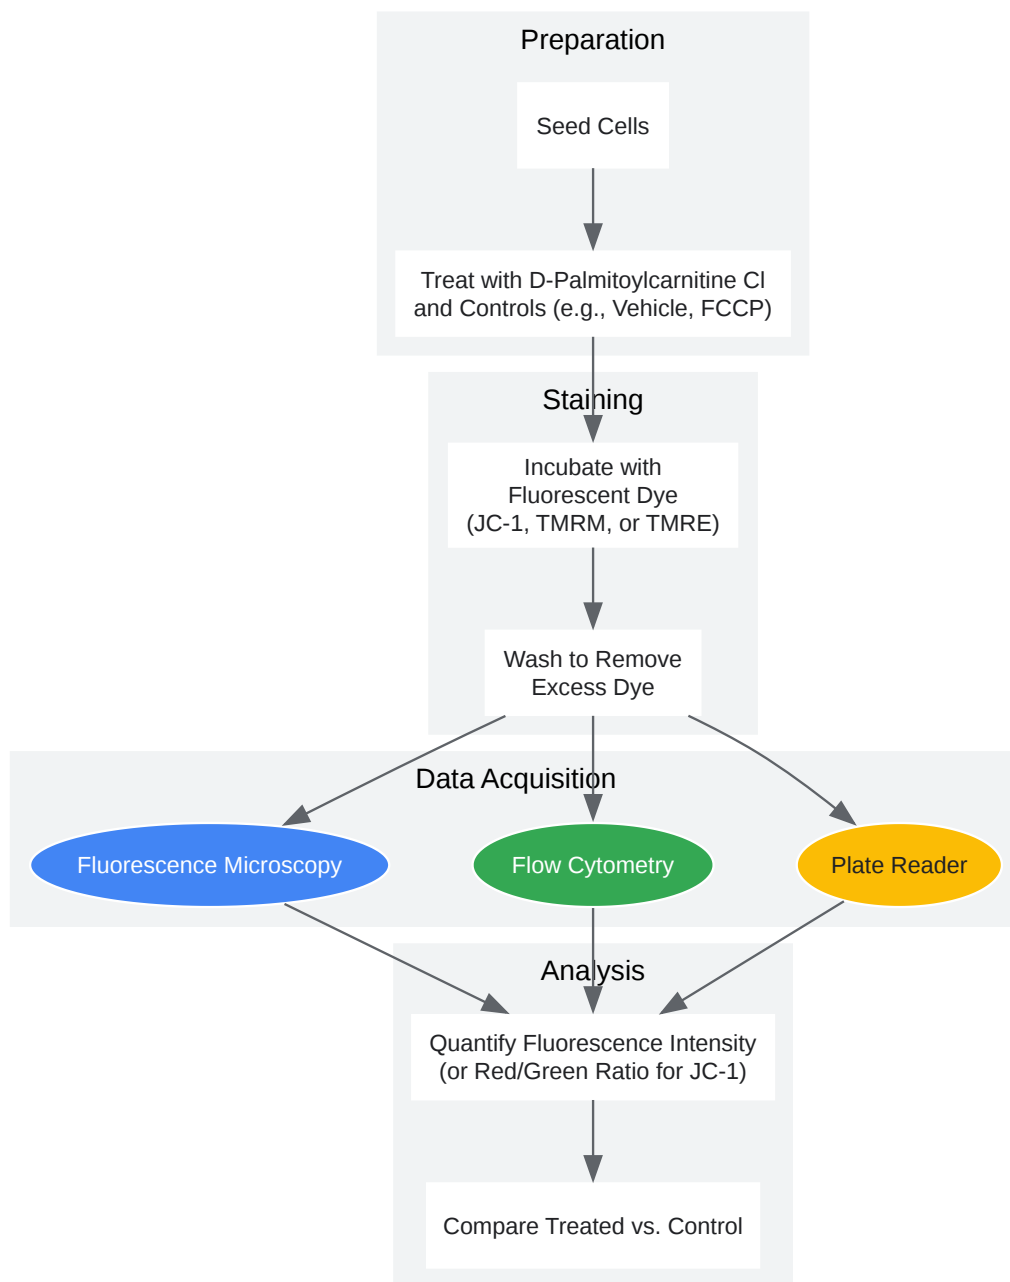 Preparation
Seed Cells
Treat with D-Palmitoylcarnitine Cl
and Controls (e.g., Vehicle, FCCP)
Staining
Incubate with
Fluorescent Dye
(JC-1, TMRM, or TMRE)
Wash to Remove
Excess Dye
Data Acquisition
Fluorescence Microscopy
Flow Cytometry
Plate Reader
Analysis
Quantify Fluorescence Intensity
(or Red/Green Ratio for JC-1)
Compare Treated vs. Control